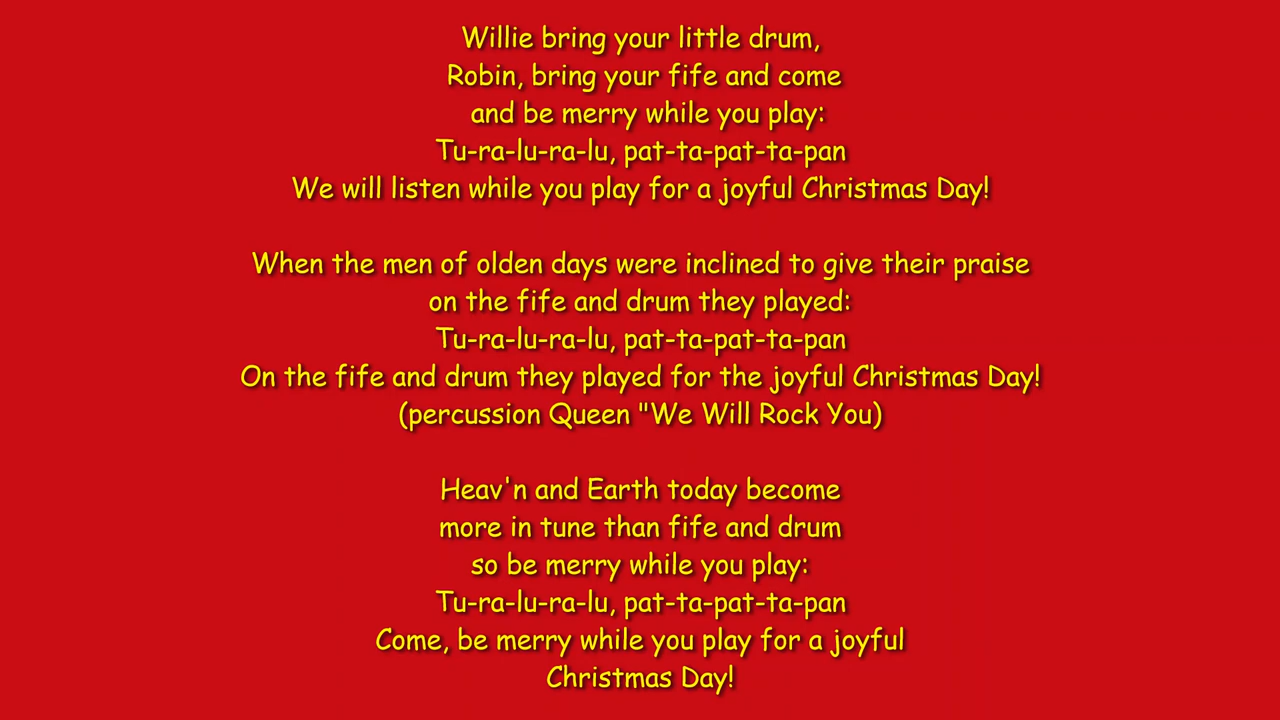 Willie bring your little drum,
Robin, bring your fife and come
and be merry while you play:
Tu-ra-lu-ra-lu, pat-ta-pat-ta-pan
We will listen while you play for a joyful Christmas Day!
When the men of olden days were inclined to give their praise
on the fife and drum they played:
Tu-ra-lu-ra-lu, pat-ta-pat-ta-pan
On the fife and drum they played for the joyful Christmas Day!
(percussion Queen "We Will Rock You)
Heav'n and Earth today become
more in tune than fife and drum
so be merry while you play:
Tu-ra-lu-ra-lu, pat-ta-pat-ta-pan
Come, be merry while you play for a joyful
Christmas Day!